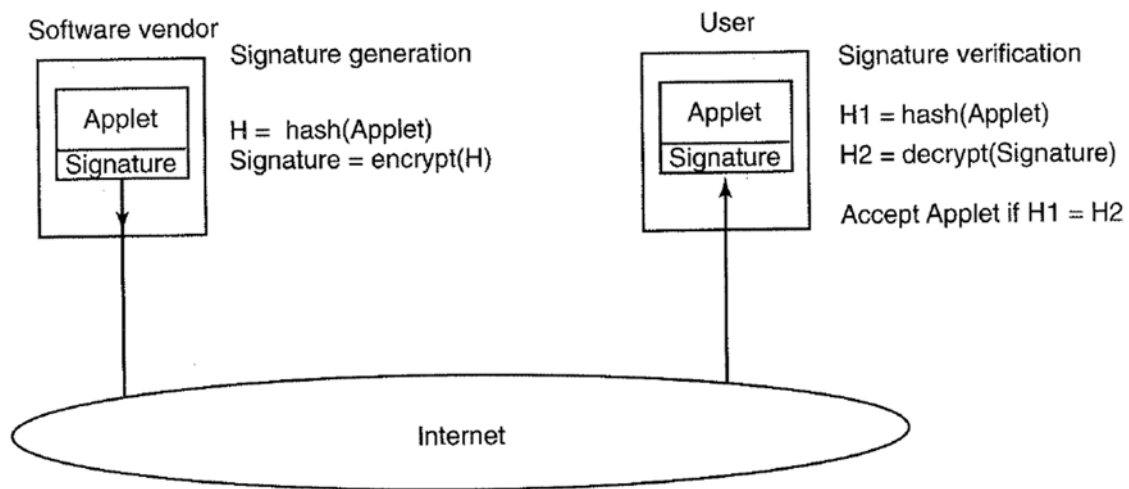 Software vendor
Signature generation
Applet
Signature
H = hash(Applet)
Signature = encrypt(H)
User
Signature verification
Applet
Signature
H1 = hash(Applet)
H2 = decrypt(Signature)
Accept Applet if H1 = H2
Internet